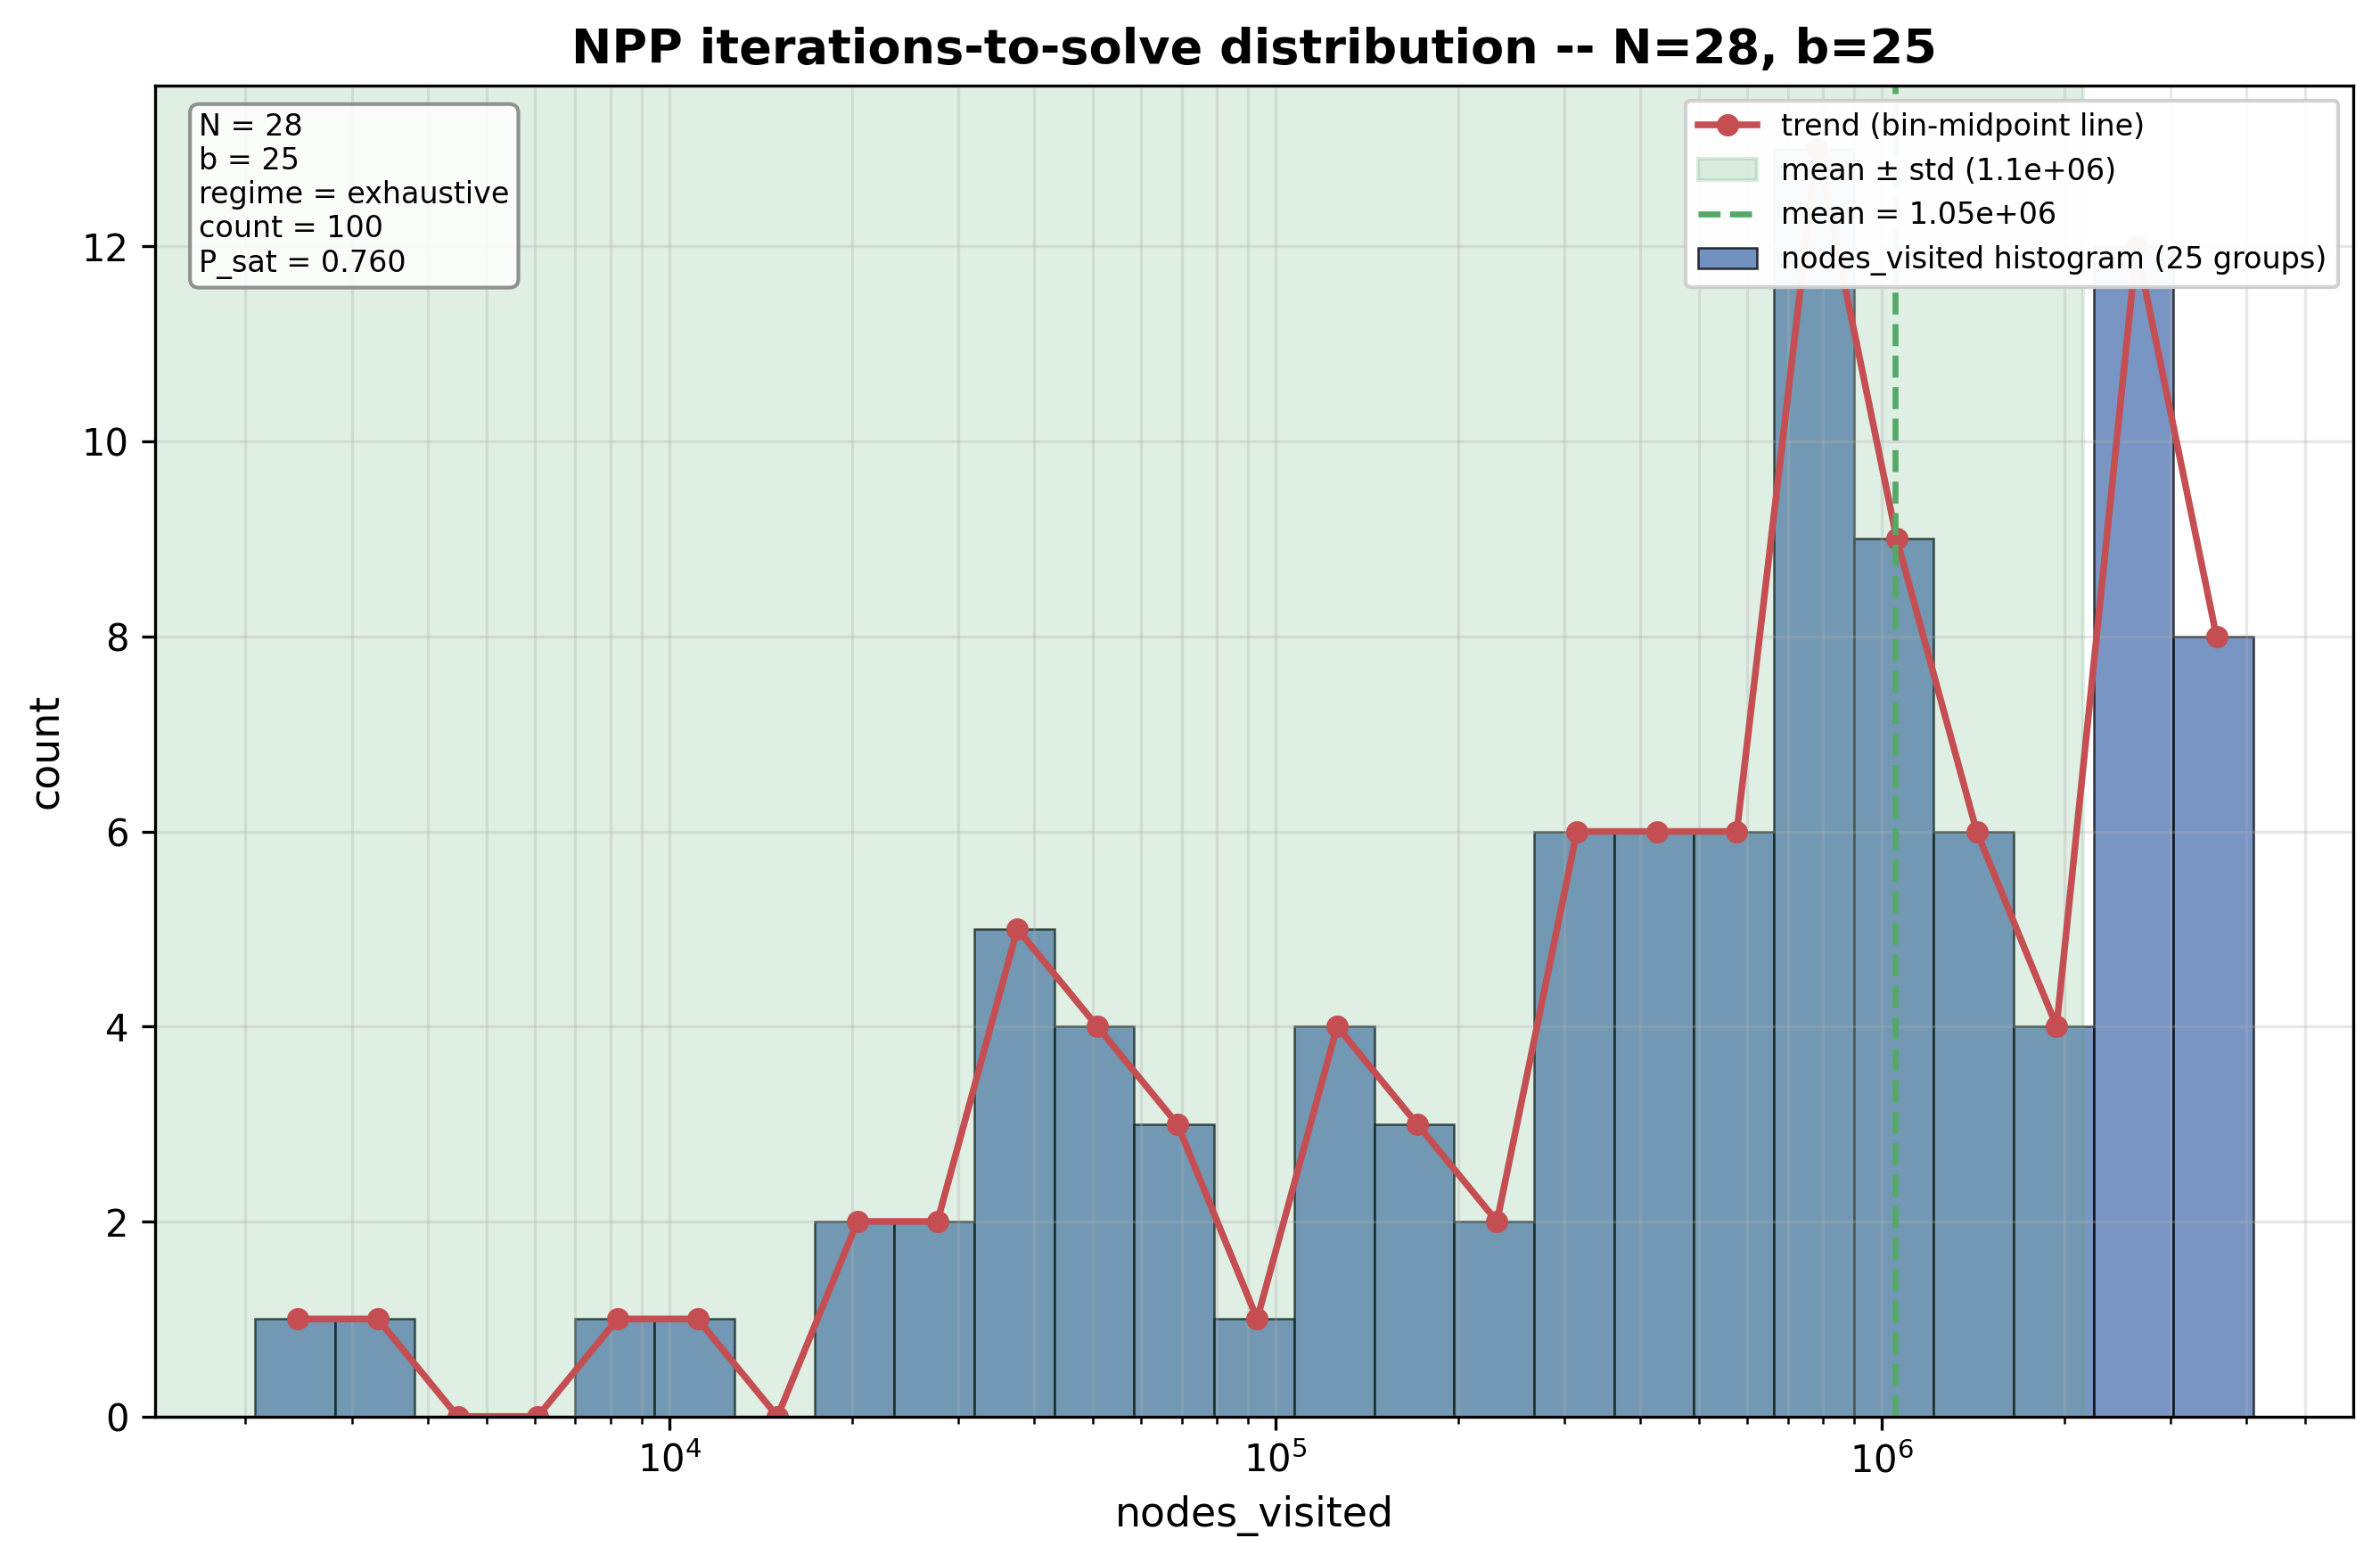 NPP iterations-to-solve distribution -- N=28, b=25
N = 28
b = 25
regime = exhaustive
count = 100
P_sat = 0.760
trend (bin-midpoint line)
mean ± std (1.1e+06)
mean = 1.05e+06
nodes_visited histogram (25 groups)
count
12
10
8
6
4
2
0
10⁴ 10⁵ 10⁶
nodes_visited